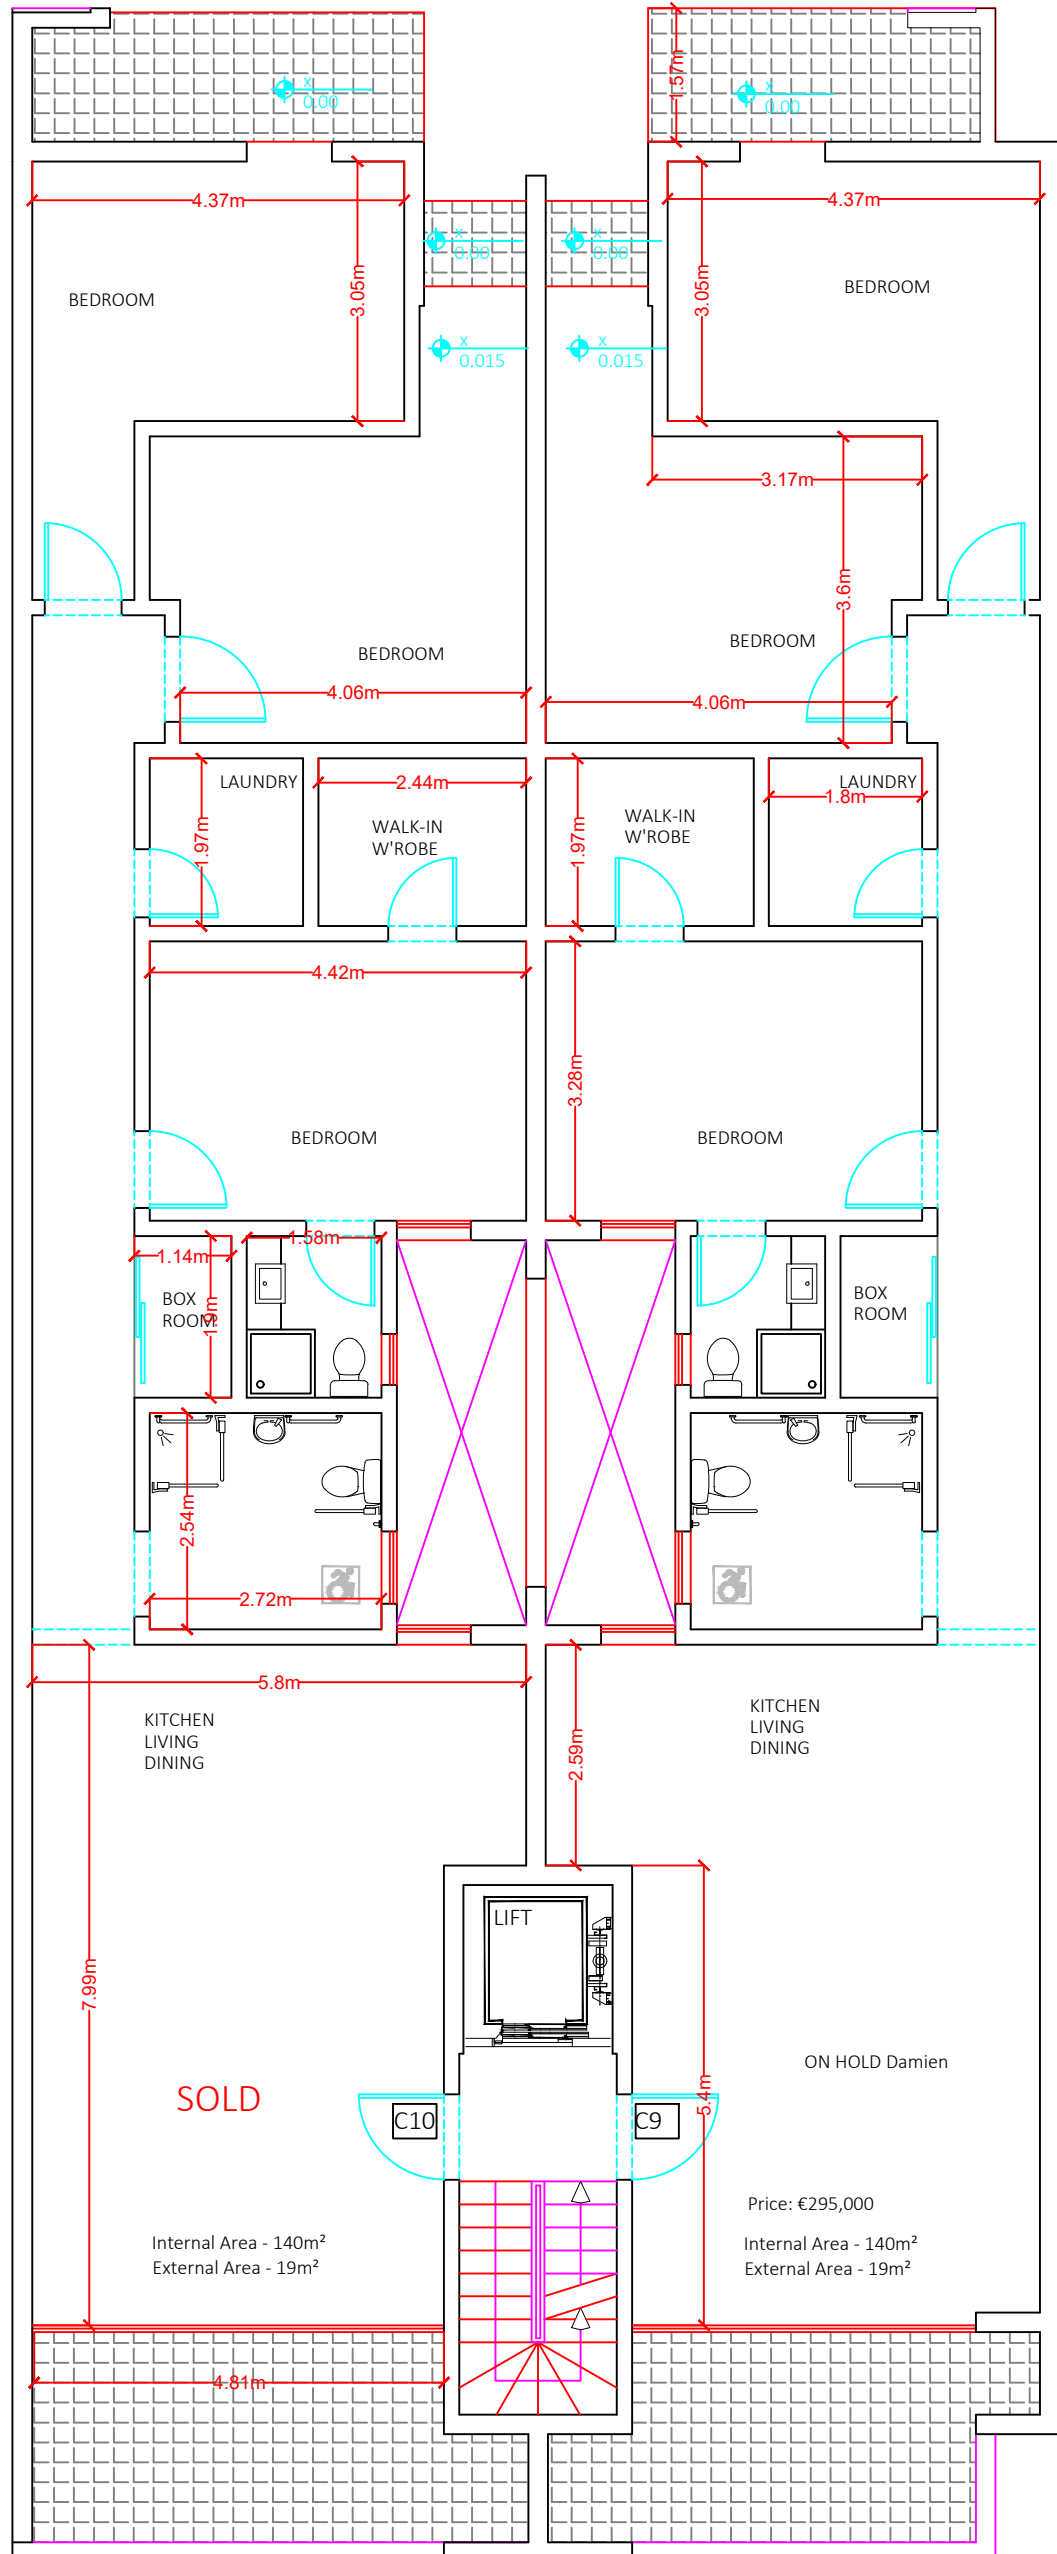 1.57m
x
0.00
x
0.00
4.37m
4.37m
x
0.00
x
0.00
3.05m
3.05m
BEDROOM
BEDROOM
x
0.015
x
0.015
3.17m
3.6m
BEDROOM
BEDROOM
4.06m
4.06m
LAUNDRY
2.44m
LAUNDRY
1.8m
1.97m
WALK-IN
W'ROBE
1.97m
WALK-IN
W'ROBE
4.42m
3.28m
BEDROOM
BEDROOM
1.58m
1.14m
BOX
ROOM
1.9m
BOX
ROOM
2.54m
2.72m
5.8m
KITCHEN
LIVING
DINING
KITCHEN
LIVING
DINING
2.59m
LIFT
7.99m
ON HOLD Damien
SOLD
5.4m
C10
C9
Price: €295,000
Internal Area - 140m²
External Area - 19m²
Internal Area - 140m²
External Area - 19m²
4.81m